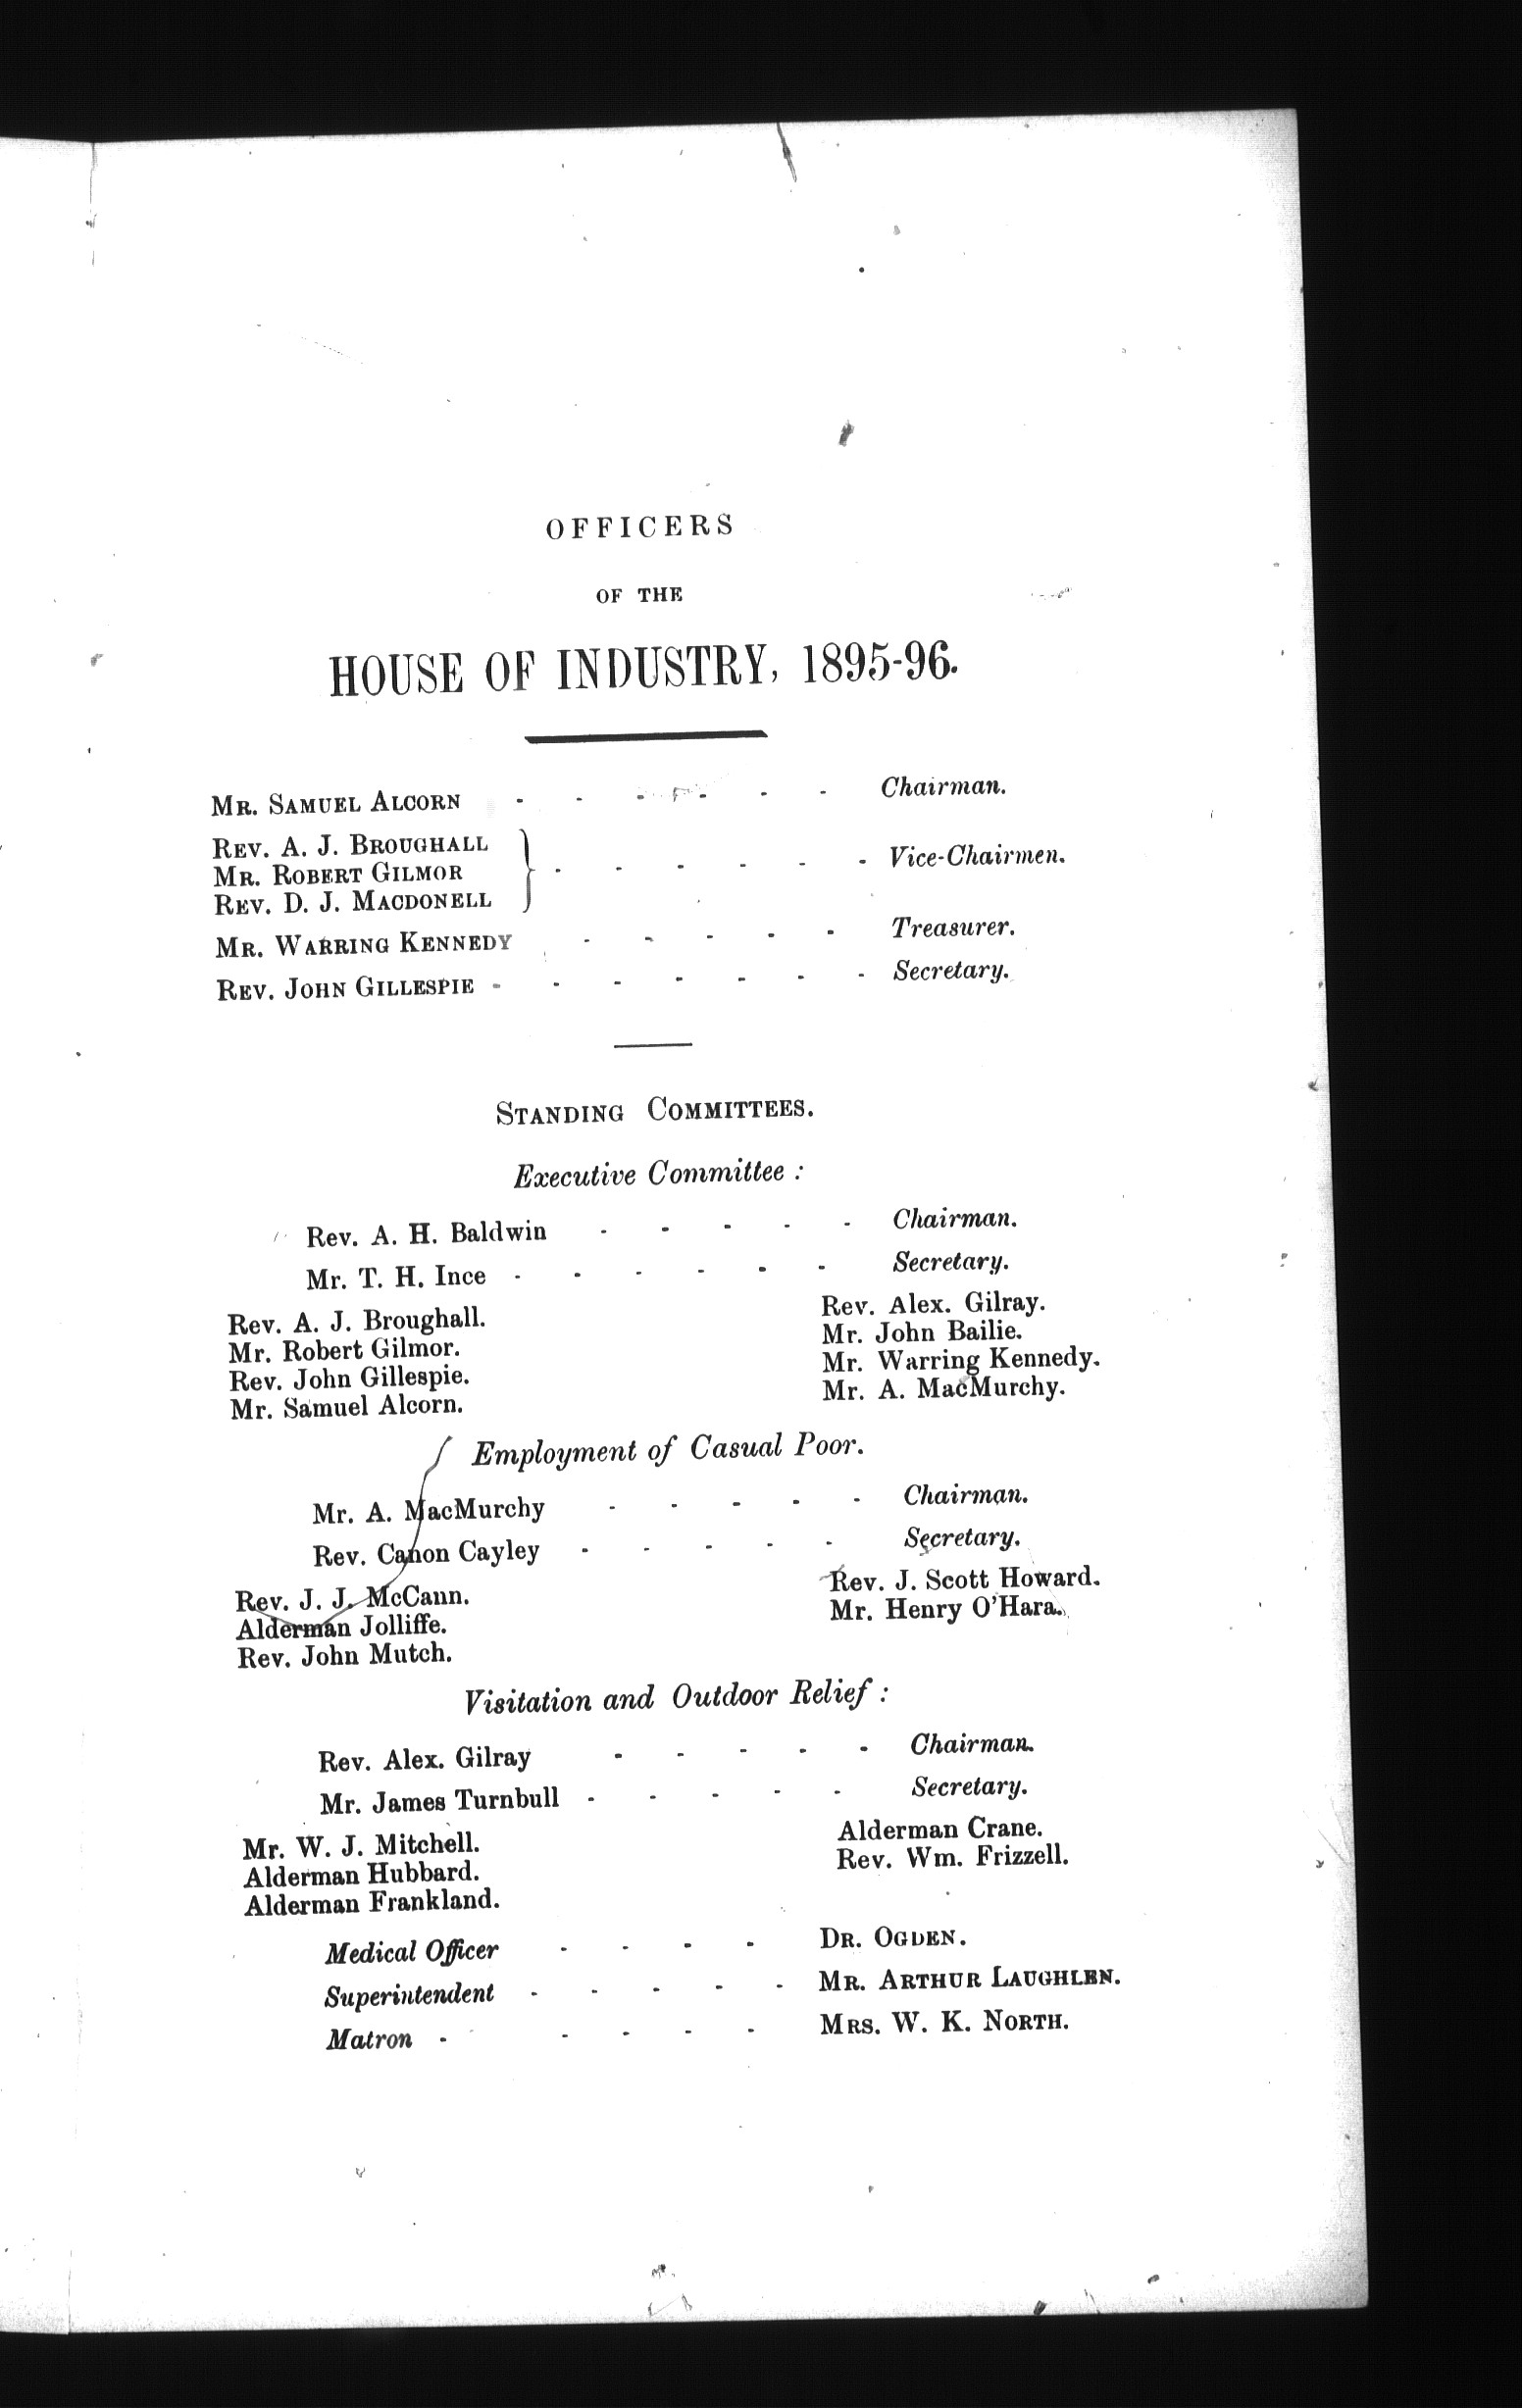 OFFICERS
OF THE
HOUSE OF INDUSTRY, 1895-96.
MR. SAMUEL ALCORN - - - - - - Chairman.
REV. A. J. BROUGHALL
MR. ROBERT GILMOR } - - - - - - Vice-Chairmen.
REV. D. J. MACDONELL
MR. WARRING KENNEDY - - - - - Treasurer.
REV. JOHN GILLESPIE - - - - - - - Secretary.
STANDING COMMITTEES.
Executive Committee :
Rev. A. H. Baldwin - - - - - Chairman.
Mr. T. H. Ince - - - - - - Secretary.
Rev. A. J. Broughall. Rev. Alex. Gilray.
Mr. Robert Gilmor. Mr. John Bailie.
Rev. John Gillespie. Mr. Warring Kennedy.
Mr. Samuel Alcorn. Mr. A. MacMurchy.
Employment of Casual Poor.
Mr. A. MacMurchy - - - - - Chairman.
Rev. Canon Cayley - - - - - Secretary.
Rev. J. J. McCann. Rev. J. Scott Howard.
Alderman Jolliffe. Mr. Henry O'Hara.
Rev. John Mutch.
Visitation and Outdoor Relief :
Rev. Alex. Gilray - - - - - Chairman.
Mr. James Turnbull - - - - - Secretary.
Mr. W. J. Mitchell. Alderman Crane.
Alderman Hubbard. Rev. Wm. Frizzell.
Alderman Frankland.
Medical Officer - - - - DR. OGDEN.
Superintendent - - - - - MR. ARTHUR LAUGHLEN.
Matron - - - - - MRS. W. K. NORTH.